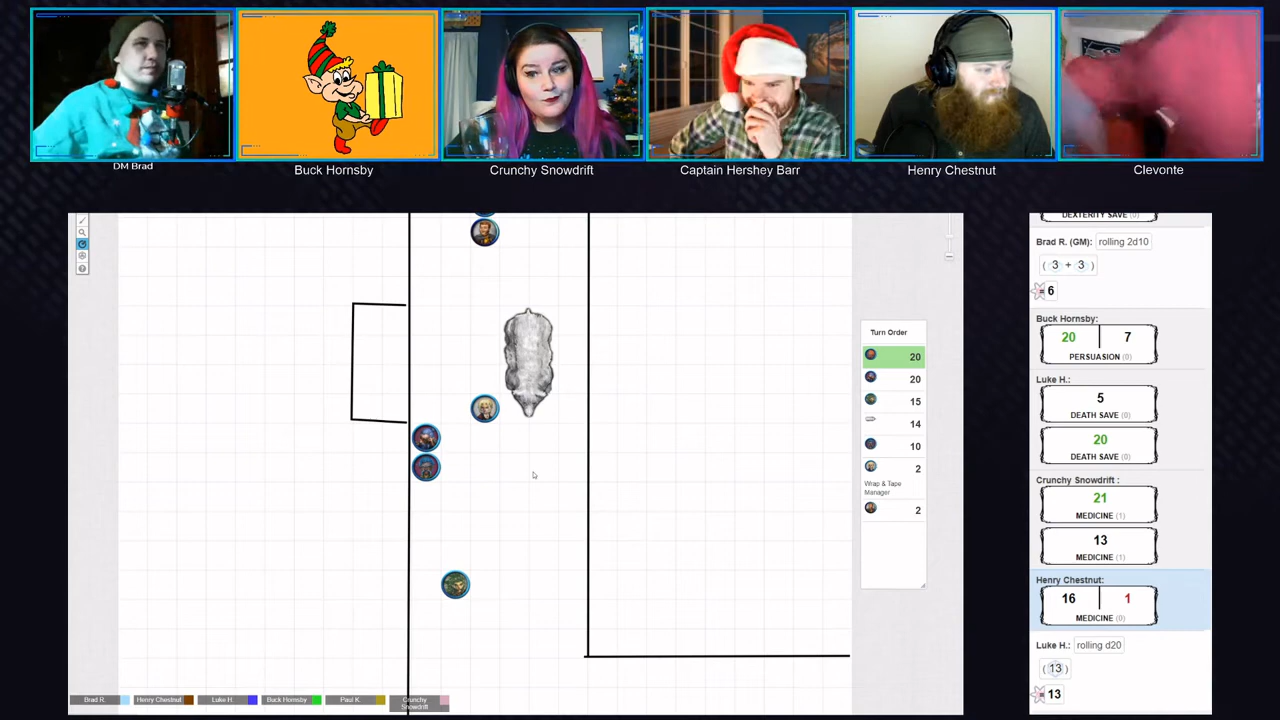 DM Brad
Buck Hornsby
Crunchy Snowdrift
Captain Hershey Barr
Henry Chestnut
Clevonte
Turn Order
20
20
15
14
10
2
Wrap & Tape
Manager
2
DEXTERITY SAVE (0)
Brad R. (GM): rolling 2d10
(3 + 3)
= 6
Buck Hornsby:
20 7
PERSUASION (0)
Luke H.:
5
DEATH SAVE (0)
20
DEATH SAVE (0)
Crunchy Snowdrift :
21
MEDICINE (1)
13
MEDICINE (1)
Henry Chestnut:
16 1
MEDICINE (0)
Luke H.: rolling d20
(13)
= 13
Brad R.
Henry Chestnut
Luke H.
Buck Hornsby
Paul K.
Crunchy
Snowdrift